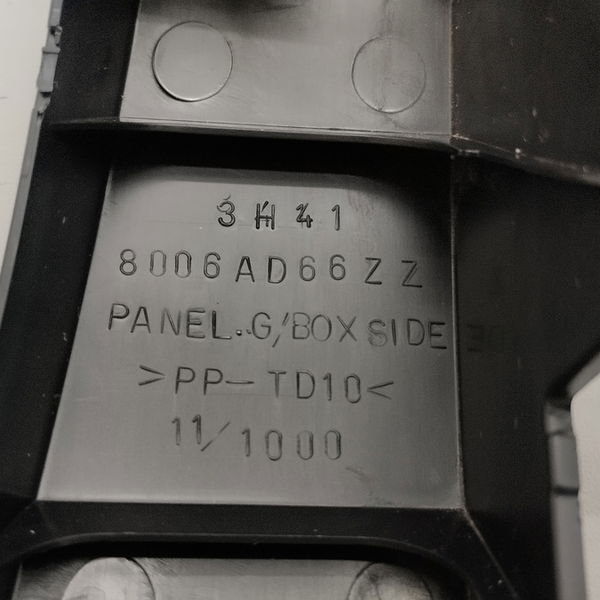 3H41
8006AD66ZZ
PANEL.G/BOX SIDE
>PP-TD10<
11/1000